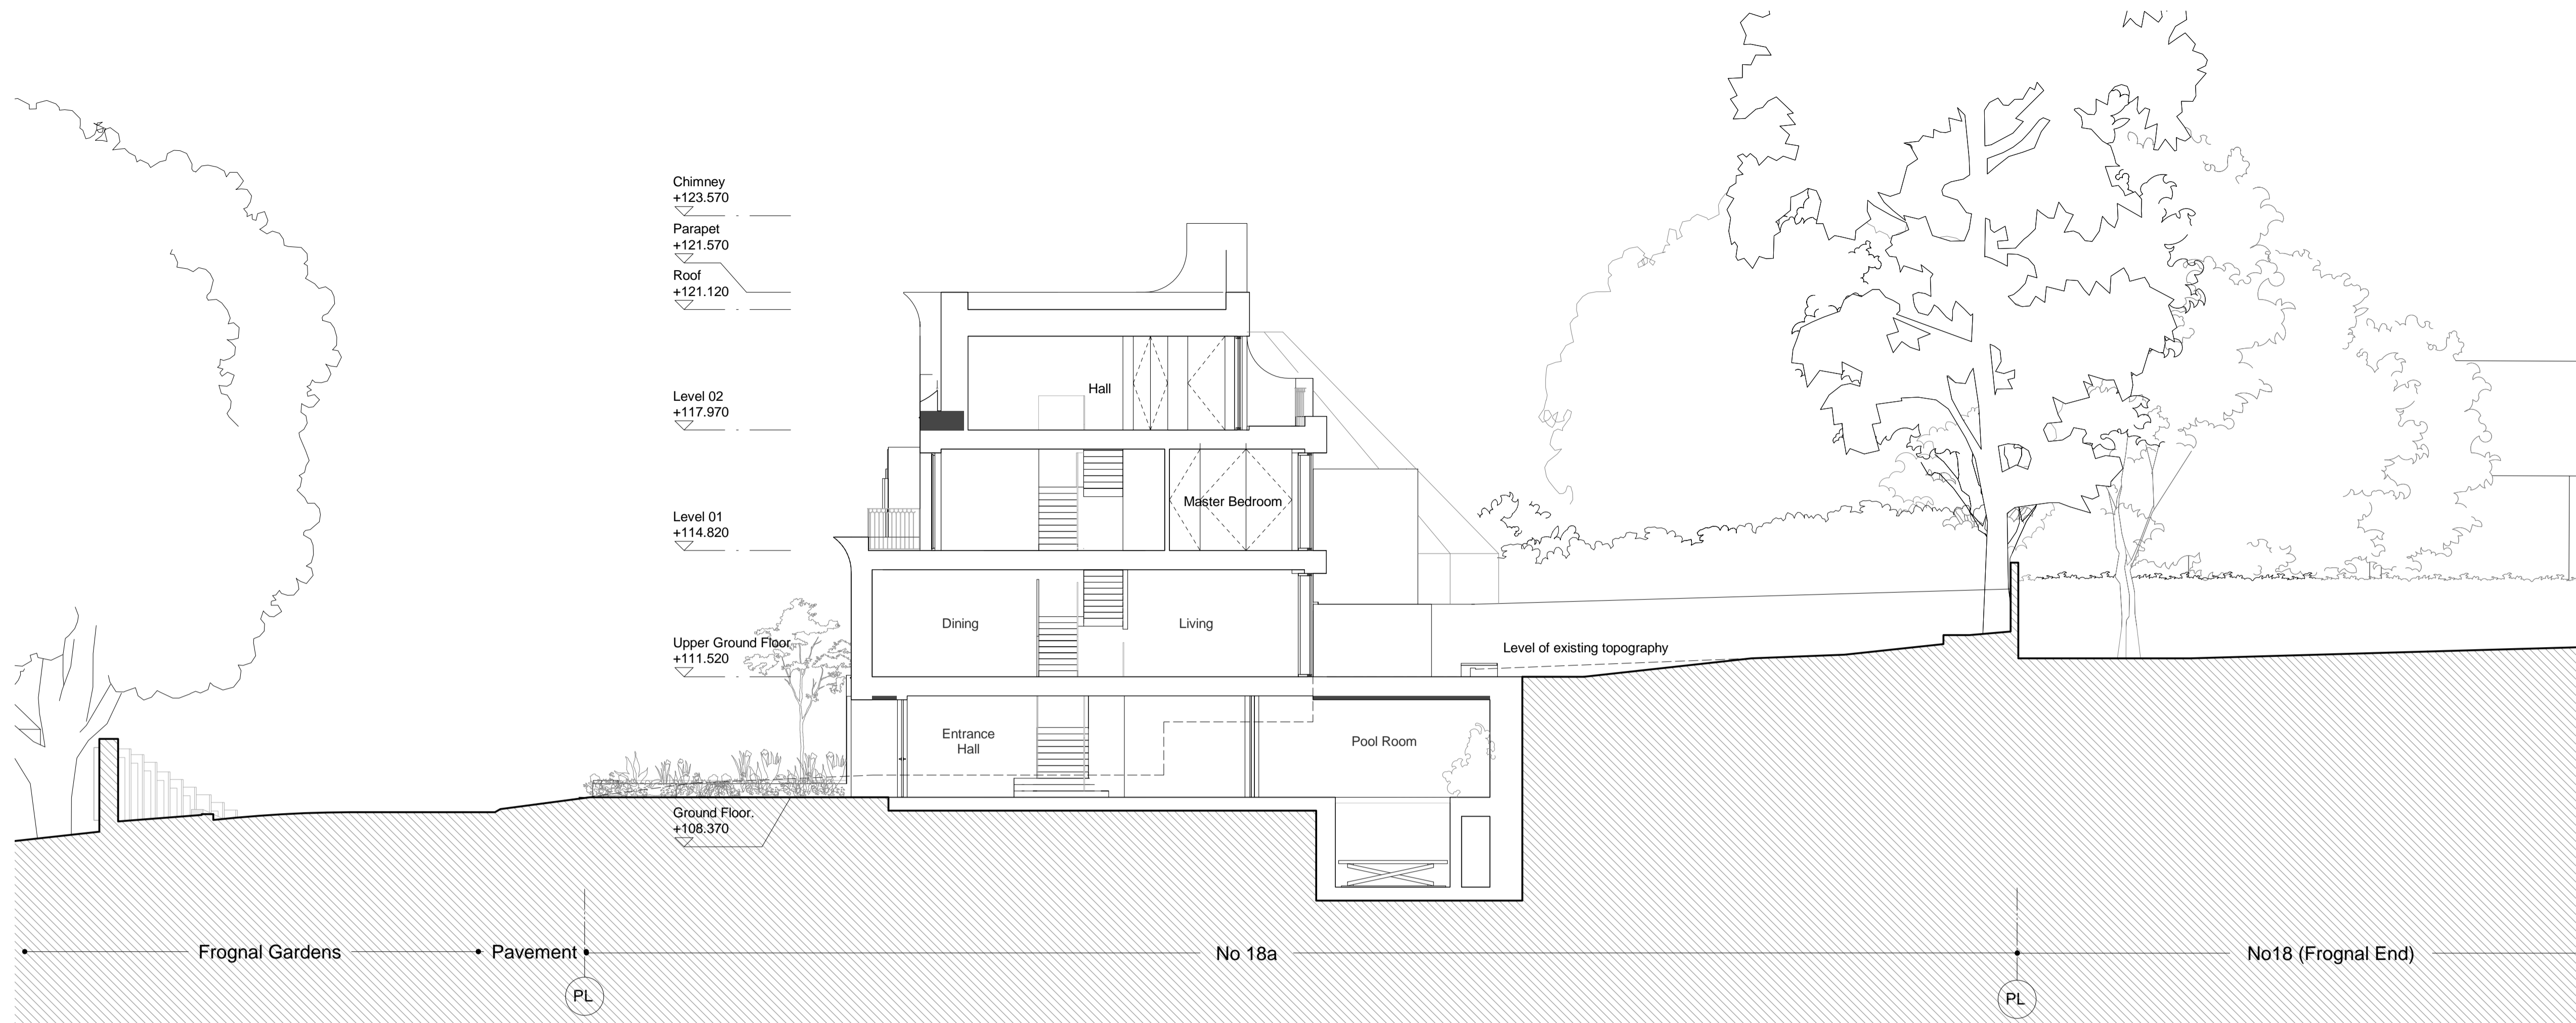 Chimney
+123.570
Parapet
+121.570
Roof
+121.120
Level 02
+117.970
Hall
Level 01
+114.820
Master Bedroom
Upper Ground Floor
+111.520
Dining
Living
Level of existing topography
Entrance
Hall
Pool Room
Ground Floor.
+108.370
Frognal Gardens
Pavement
No 18a
No18 (Frognal End)
PL
PL